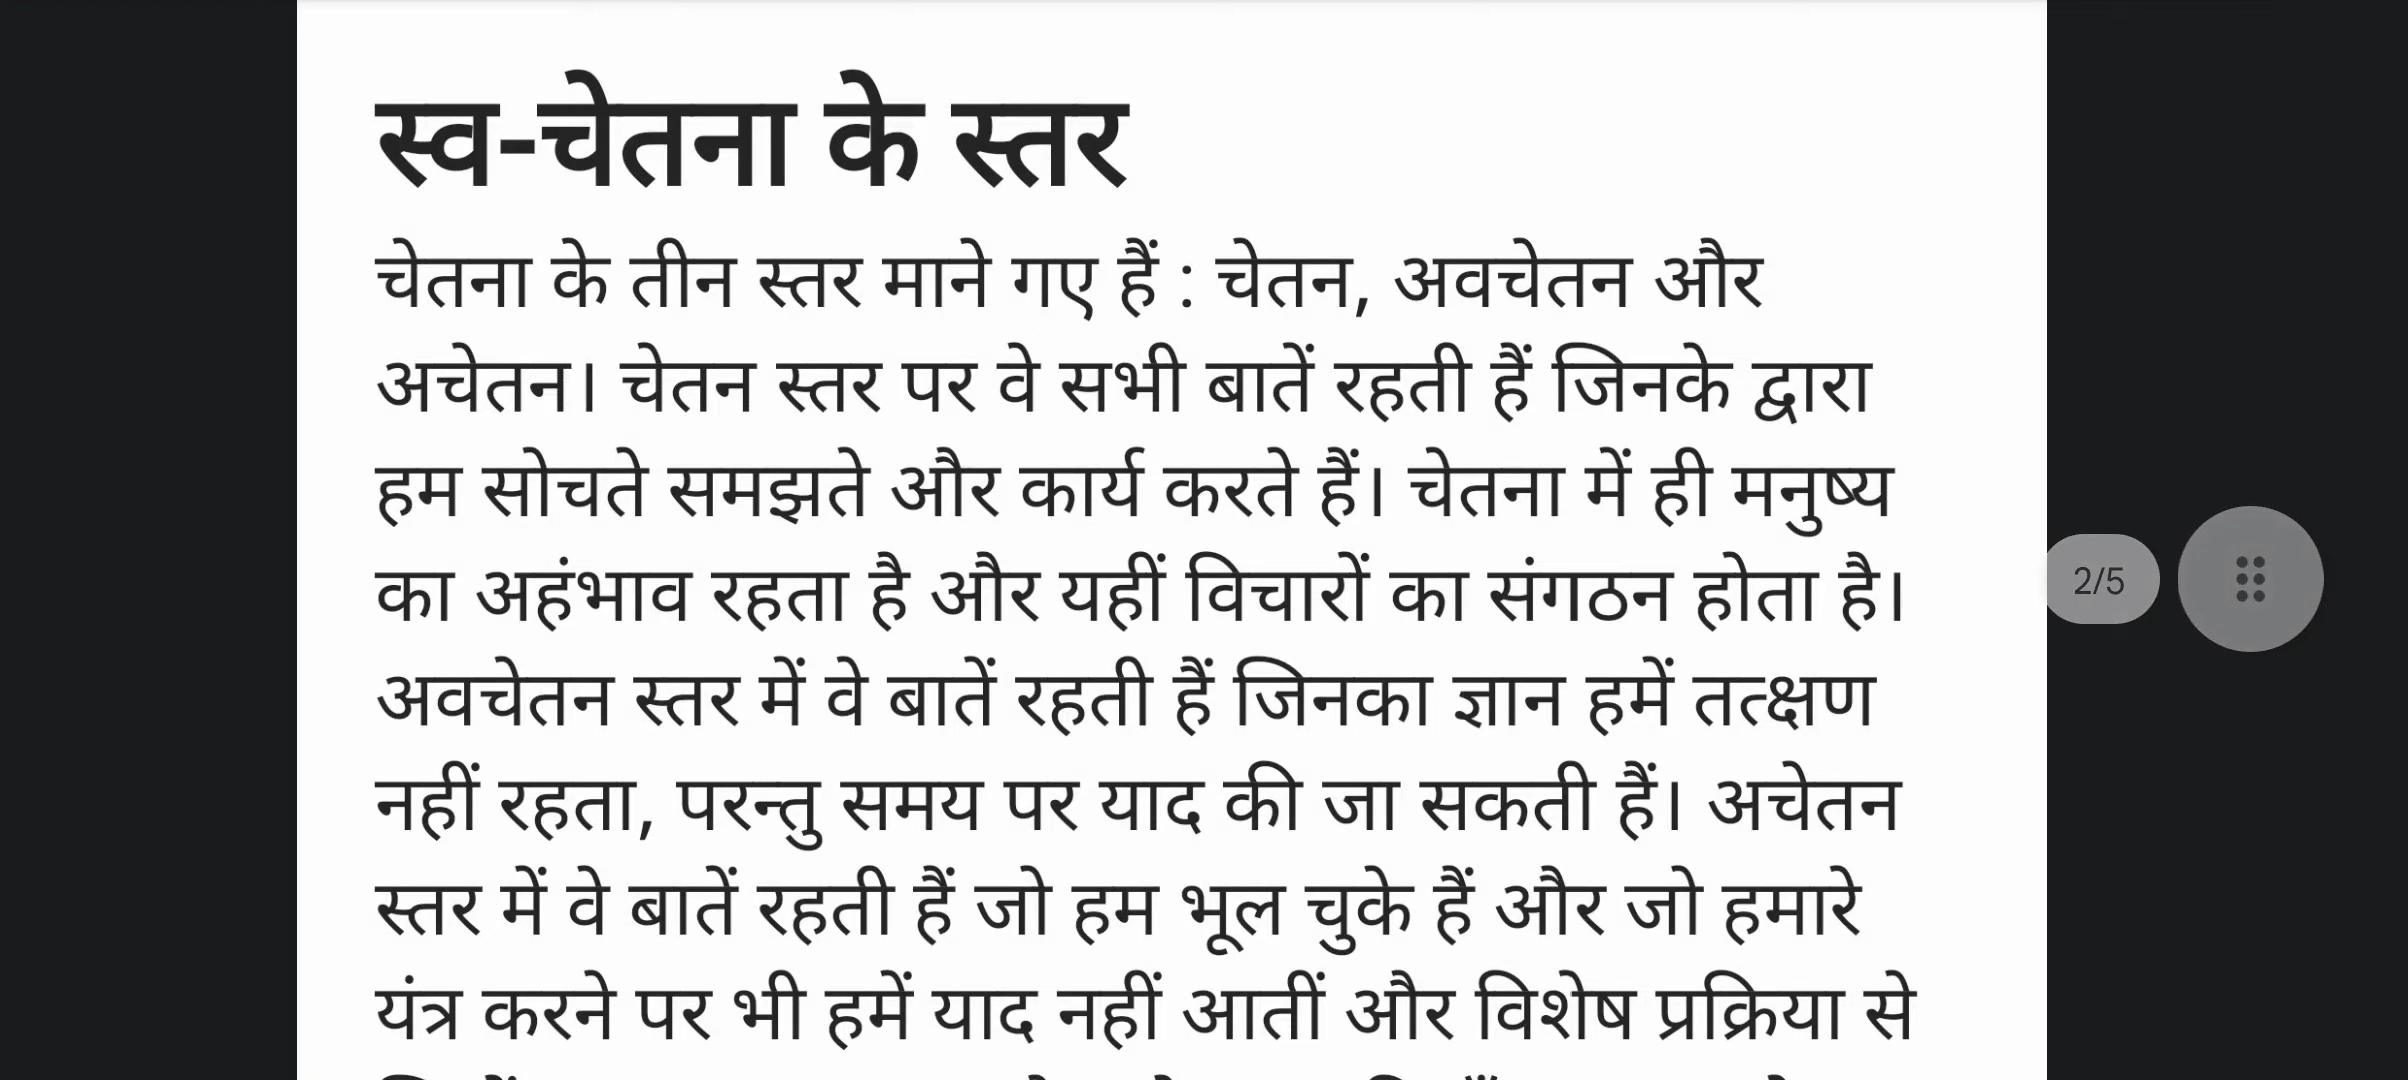 स्व-चेतना के स्तर
चेतना के तीन स्तर माने गए हैं : चेतन, अवचेतन और
अचेतन। चेतन स्तर पर वे सभी बातें रहती हैं जिनके द्वारा
हम सोचते समझते और कार्य करते हैं। चेतना में ही मनुष्य
का अहंभाव रहता है और यहीं विचारों का संगठन होता है।
अवचेतन स्तर में वे बातें रहती हैं जिनका ज्ञान हमें तत्क्षण
नहीं रहता, परन्तु समय पर याद की जा सकती हैं। अचेतन
स्तर में वे बातें रहती हैं जो हम भूल चुके हैं और जो हमारे
यंत्र करने पर भी हमें याद नहीं आतीं और विशेष प्रक्रिया से
2/5